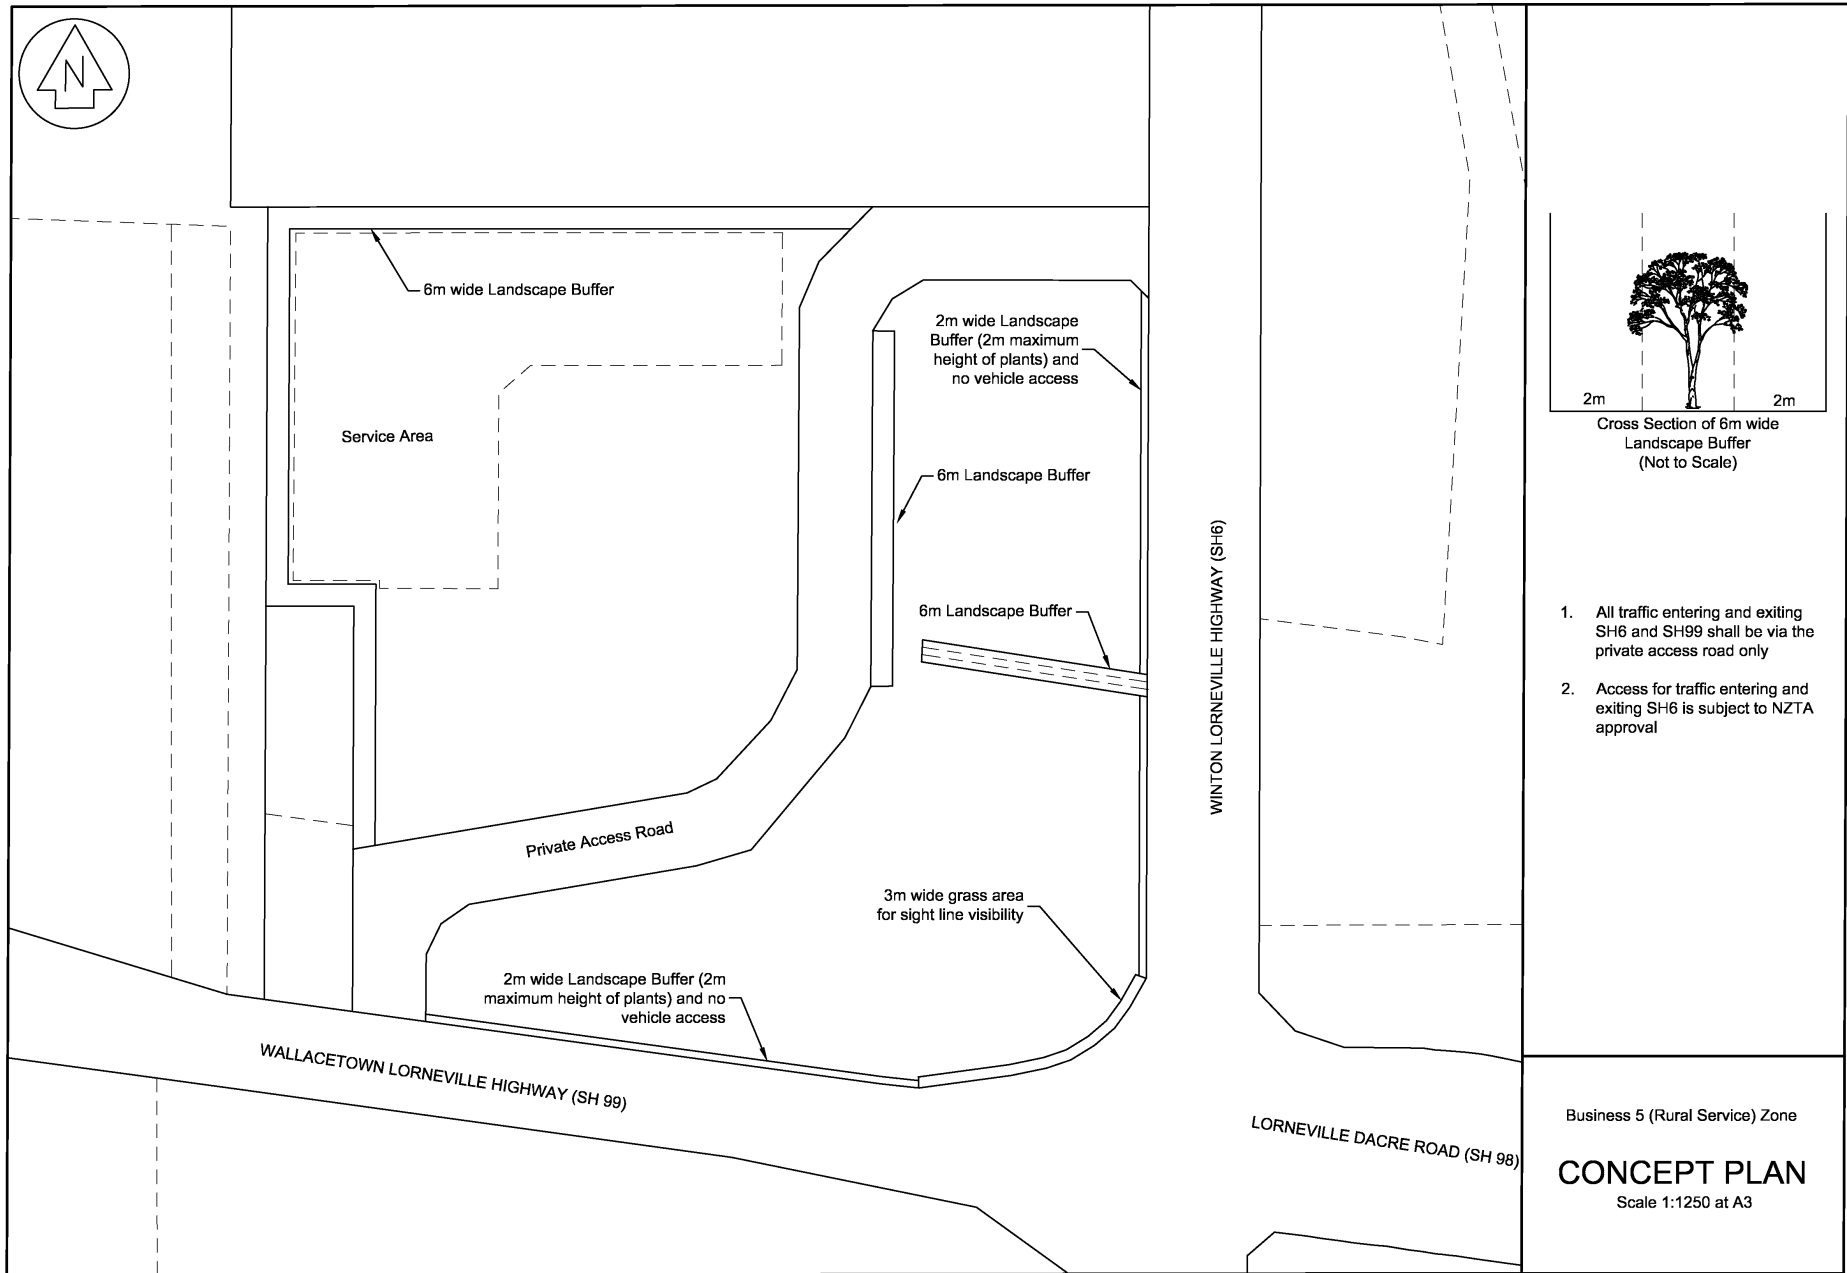 N
6m wide Landscape Buffer
2m wide Landscape
Buffer (2m maximum
height of plants) and
no vehicle access
Service Area
6m Landscape Buffer
6m Landscape Buffer
WINTON LORNEVILLE HIGHWAY (SH6)
Private Access Road
3m wide grass area
for sight line visibility
2m wide Landscape Buffer (2m
maximum height of plants) and no
vehicle access
WALLACETOWN LORNEVILLE HIGHWAY (SH 99)
LORNEVILLE DACRE ROAD (SH 98)
2m
2m
Cross Section of 6m wide
Landscape Buffer
(Not to Scale)
1. All traffic entering and exiting
SH6 and SH99 shall be via the
private access road only
2. Access for traffic entering and
exiting SH6 is subject to NZTA
approval
Business 5 (Rural Service) Zone
CONCEPT PLAN
Scale 1:1250 at A3